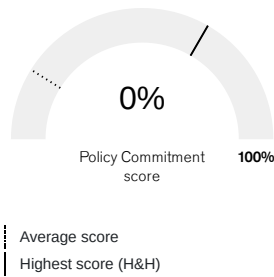 0%
Policy Commitment 100%
score
Average score
Highest score (H&H)